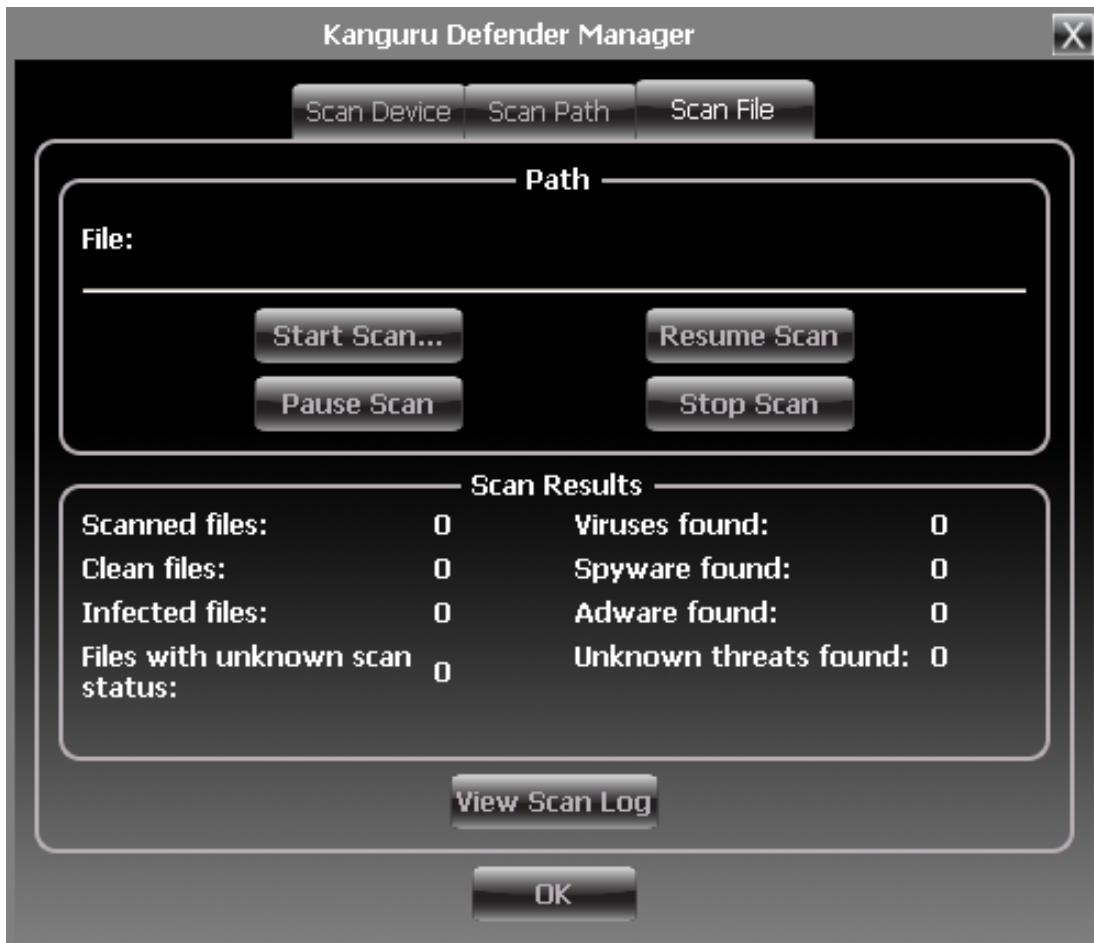 Kanguru Defender Manager
X
Scan Device Scan Path Scan File
Path
File:
Start Scan... Resume Scan
Pause Scan Stop Scan
Scan Results
Scanned files: 0 Viruses found: 0
Clean files: 0 Spyware found: 0
Infected files: 0 Adware found: 0
Files with unknown scan status: 0 Unknown threats found: 0
View Scan Log
OK